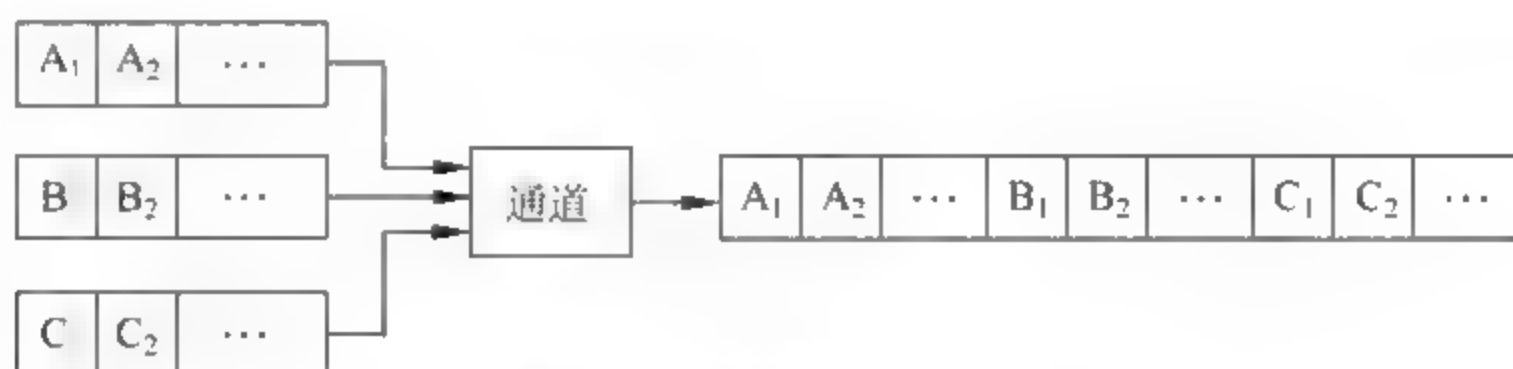 A₁ A₂ ...
B B₂ ...
C C₂ ...
通道
A₁ A₂ ... B₁ B₂ ... C₁ C₂ ...